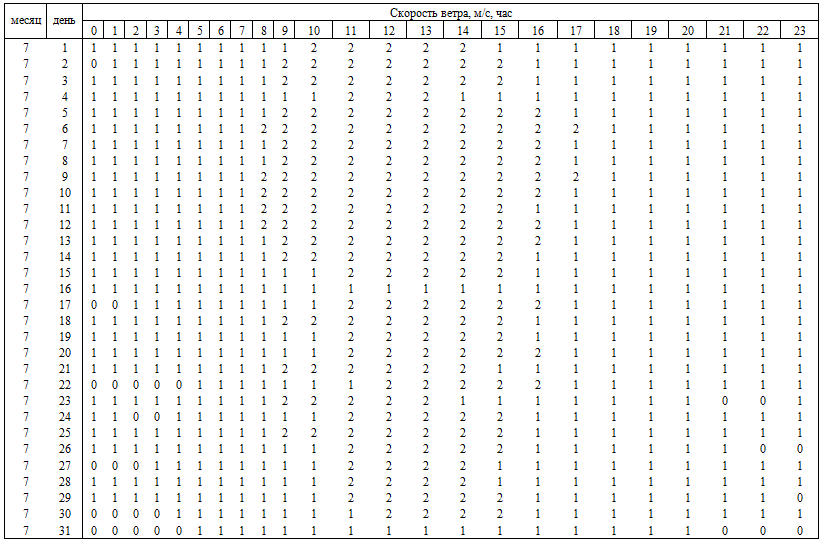 Скорость ветра, м/с, час
месяц день 0 1 2 3 4 5 6 7 8 9 10 11 12 13 14 15 16 17 18 19 20 21 22 23
7 1 1 1 1 1 1 1 1 1 1 1 2 2 2 2 2 1 1 1 1 1 1 1 1 1
7 2 0 1 1 1 1 1 1 1 1 2 2 2 2 2 2 2 1 1 1 1 1 1 1 1
7 3 1 1 1 1 1 1 1 1 1 2 2 2 2 2 2 2 1 1 1 1 1 1 1 1
7 4 1 1 1 1 1 1 1 1 1 1 1 2 2 2 1 1 1 1 1 1 1 1 1 1
7 5 1 1 1 1 1 1 1 1 1 2 2 2 2 2 2 2 2 1 1 1 1 1 1 1
7 6 1 1 1 1 1 1 1 1 2 2 2 2 2 2 2 2 2 2 1 1 1 1 1 1
7 7 1 1 1 1 1 1 1 1 1 2 2 2 2 2 2 2 2 1 1 1 1 1 1 1
7 8 1 1 1 1 1 1 1 1 1 2 2 2 2 2 2 2 2 1 1 1 1 1 1 1
7 9 1 1 1 1 1 1 1 1 2 2 2 2 2 2 2 2 2 2 1 1 1 1 1 1
7 10 1 1 1 1 1 1 1 1 2 2 2 2 2 2 2 2 2 1 1 1 1 1 1 1
7 11 1 1 1 1 1 1 1 1 2 2 2 2 2 2 2 2 1 1 1 1 1 1 1 1
7 12 1 1 1 1 1 1 1 1 2 2 2 2 2 2 2 2 2 1 1 1 1 1 1 1
7 13 1 1 1 1 1 1 1 1 1 2 2 2 2 2 2 2 2 1 1 1 1 1 1 1
7 14 1 1 1 1 1 1 1 1 1 2 2 2 2 2 2 2 1 1 1 1 1 1 1 1
7 15 1 1 1 1 1 1 1 1 1 1 1 2 2 2 2 2 1 1 1 1 1 1 1 1
7 16 1 1 1 1 1 1 1 1 1 1 1 1 1 1 1 1 1 1 1 1 1 1 1 1
7 17 0 0 1 1 1 1 1 1 1 1 1 2 2 2 2 2 2 1 1 1 1 1 1 1
7 18 1 1 1 1 1 1 1 1 1 2 2 2 2 2 2 2 1 1 1 1 1 1 1 1
7 19 1 1 1 1 1 1 1 1 1 1 1 2 2 2 2 2 1 1 1 1 1 1 1 1
7 20 1 1 1 1 1 1 1 1 1 1 1 2 2 2 2 2 2 1 1 1 1 1 1 1
7 21 1 1 1 1 1 1 1 1 1 2 2 2 2 2 2 1 1 1 1 1 1 1 1 1
7 22 0 0 0 0 0 1 1 1 1 1 1 1 2 2 2 2 2 1 1 1 1 1 1 1
7 23 1 1 1 1 1 1 1 1 1 2 2 2 2 2 1 1 1 1 1 1 1 0 0 1
7 24 1 1 0 0 1 1 1 1 1 1 1 2 2 2 2 2 1 1 1 1 1 1 1 1
7 25 1 1 1 1 1 1 1 1 1 2 2 2 2 2 2 2 1 1 1 1 1 1 1 1
7 26 1 1 1 1 1 1 1 1 1 1 1 2 2 2 2 2 1 1 1 1 1 1 0 0
7 27 0 0 0 1 1 1 1 1 1 1 1 2 2 2 2 1 1 1 1 1 1 1 1 1
7 28 1 1 1 1 1 1 1 1 1 1 1 2 2 2 2 1 1 1 1 1 1 1 1 1
7 29 1 1 1 1 1 1 1 1 1 1 1 2 2 2 2 2 1 1 1 1 1 1 1 0
7 30 0 0 0 0 1 1 1 1 1 1 1 1 2 2 2 1 1 1 1 1 1 1 1 1
7 31 0 0 0 0 0 1 1 1 1 1 1 1 1 1 1 1 1 1 1 1 1 0 0 0